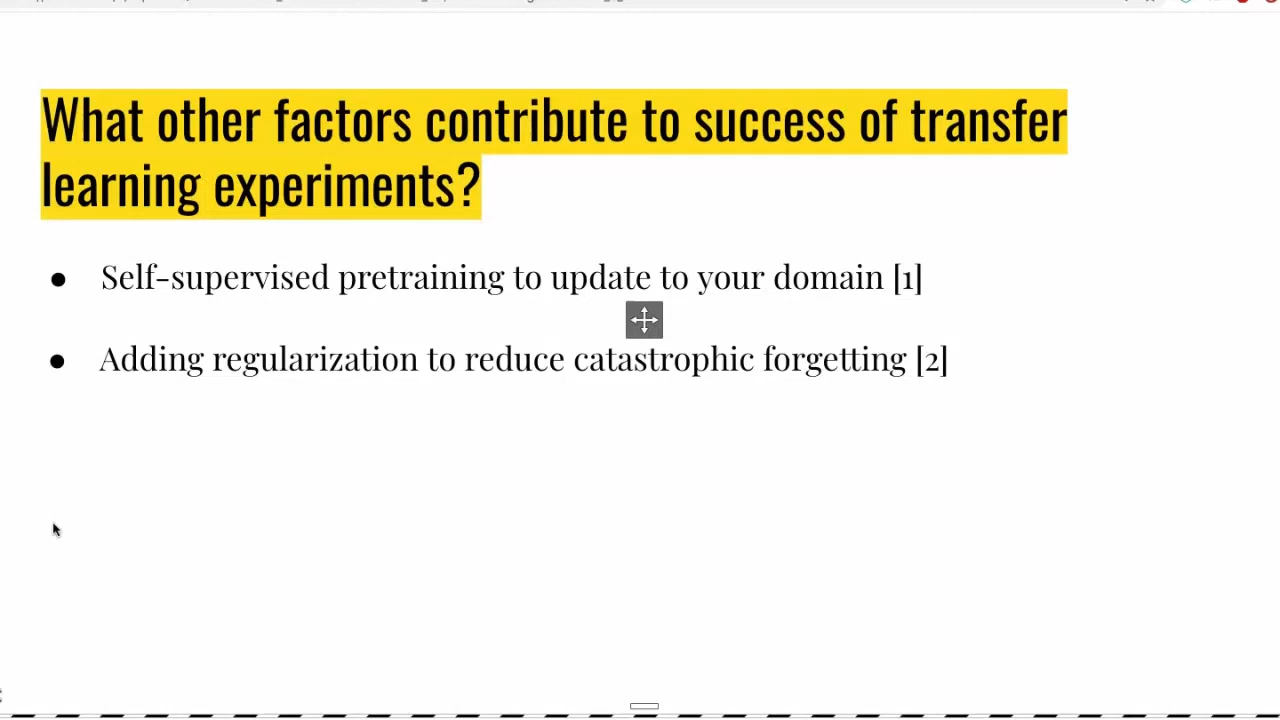 What other factors contribute to success of transfer
learning experiments?
● Self-supervised pretraining to update to your domain [1]
● Adding regularization to reduce catastrophic forgetting [2]